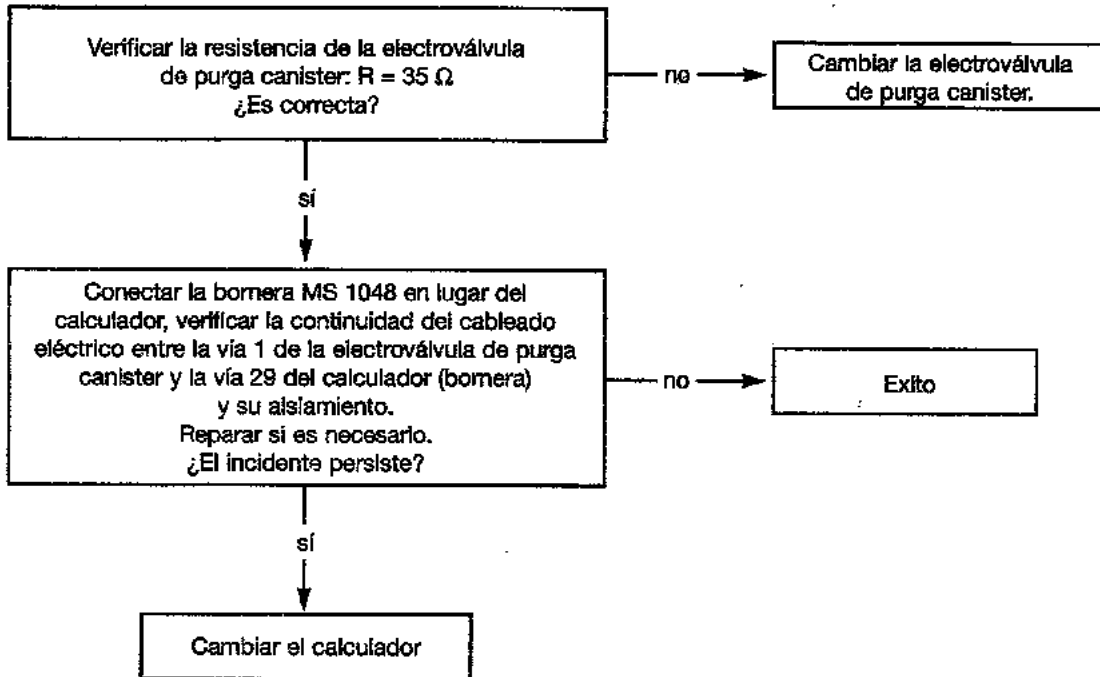 Verificar la resistencia de la electroválvula
de purga canister: R = 35 Ω
¿Es correcta?
no
Cambiar la electroválvula
de purga canister.
sí
Conectar la bornera MS 1048 en lugar del
calculador, verificar la continuidad del cableado
eléctrico entre la vía 1 de la electroválvula de purga
canister y la vía 29 del calculador (bornera)
y su aislamiento.
Reparar si es necesario.
¿El incidente persiste?
no
Exito
sí
Cambiar el calculador